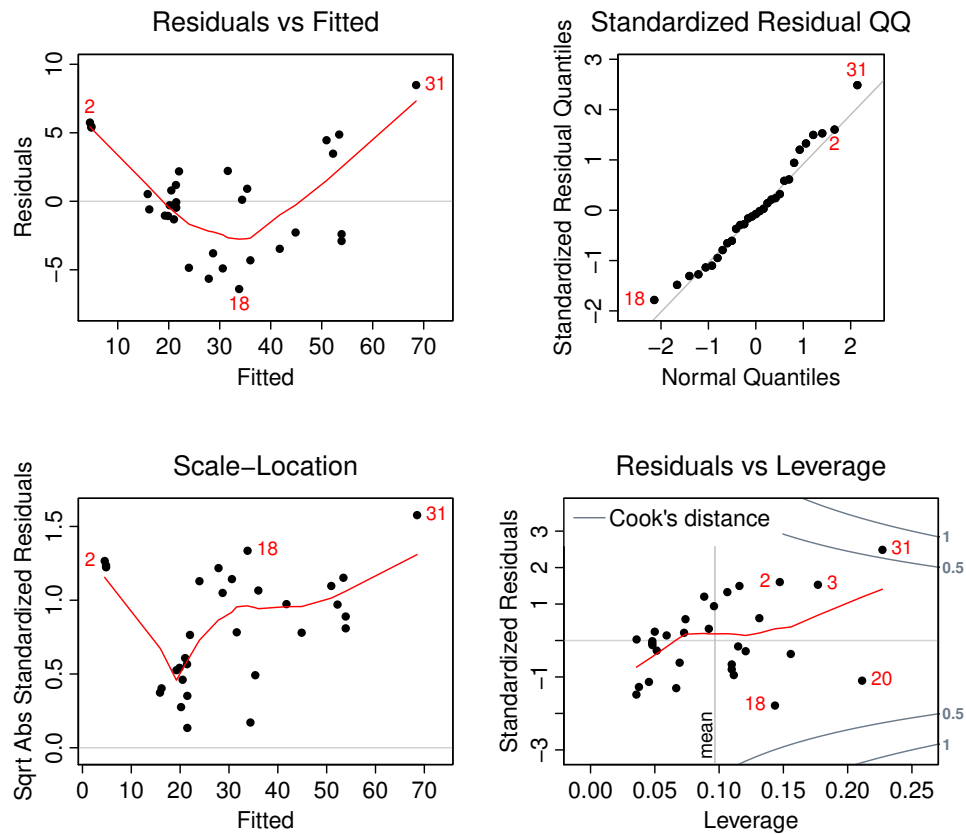 Residuals vs Fitted
Residuals
10
5
0
−5
2
31
18
10 20 30 40 50 60 70
Fitted
Standardized Residual QQ
Standardized Residual Quantiles
3
2
1
0
−1
−2
31
2
18
−2 −1 0 1 2
Normal Quantiles
Scale−Location
Sqrt Abs Standardized Residuals
1.5
1.0
0.5
0.0
2
18
31
0 10 20 30 40 50 60 70
Fitted
Residuals vs Leverage
Standardized Residuals
3
1
−1
−3
Cook's distance
31
2
3
20
18
mean
1
0.5
0.5
1
0.00 0.05 0.10 0.15 0.20 0.25
Leverage